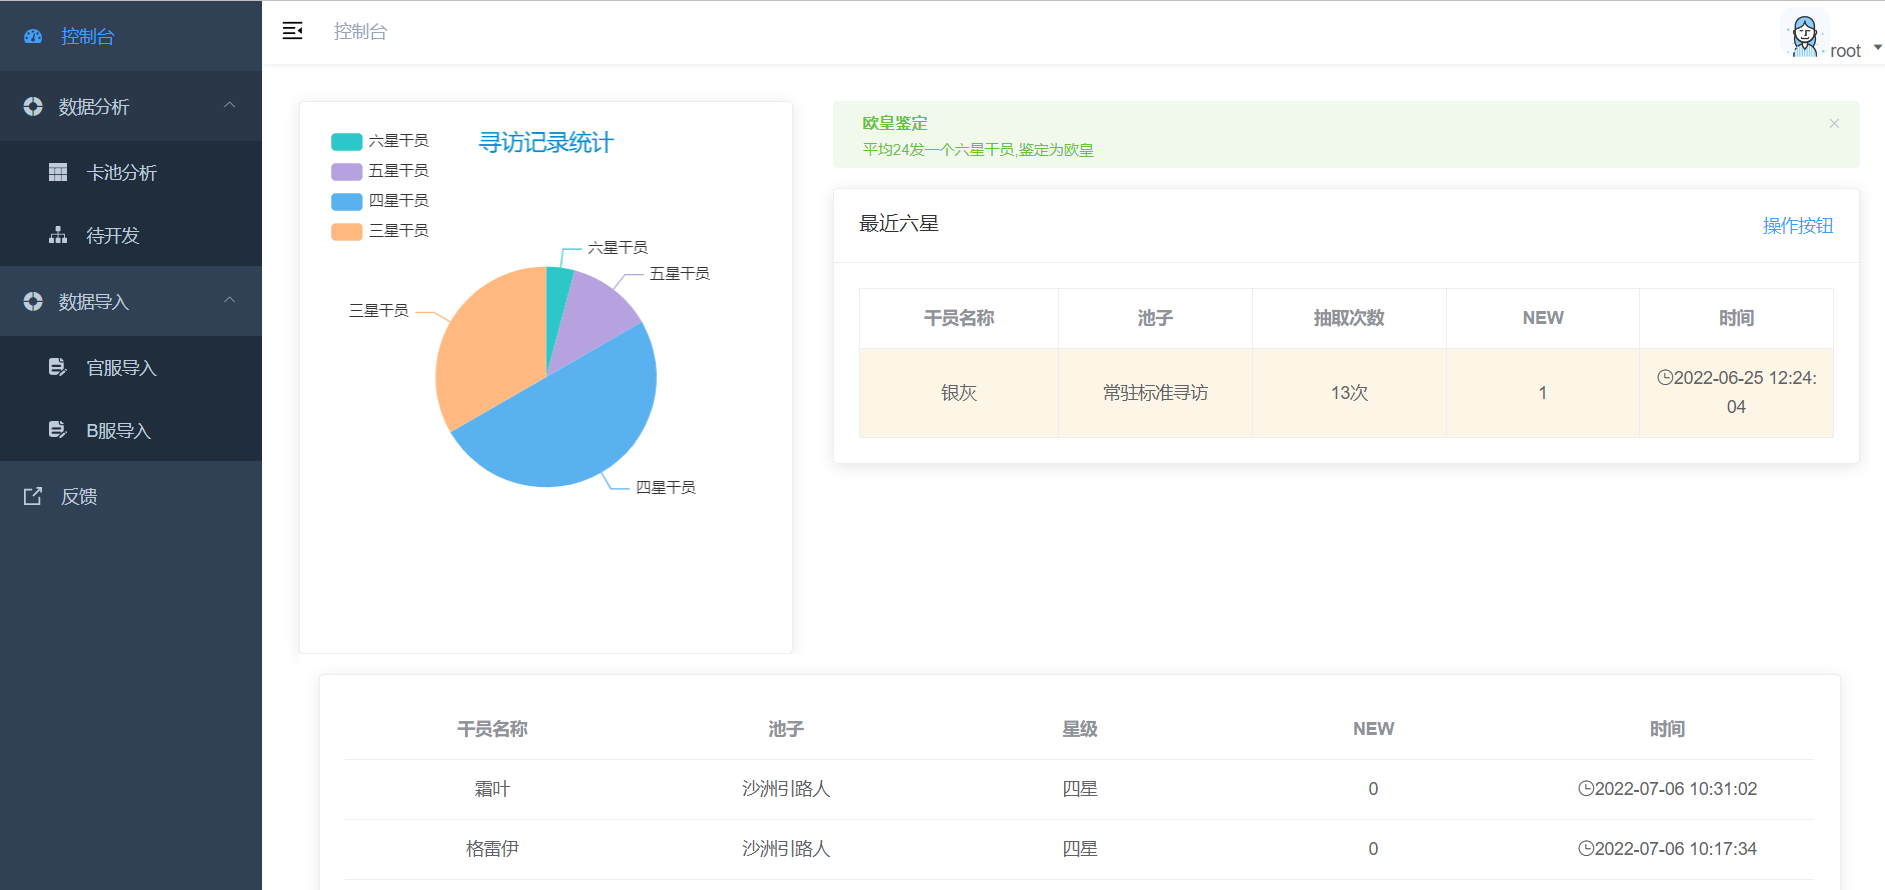 控制台
数据分析
卡池分析
待开发
数据导入
官服导入
B服导入
反馈
控制台
root
寻访记录统计
六星干员
五星干员
四星干员
三星干员
六星干员
五星干员
三星干员
四星干员
欧皇鉴定
平均24发一个六星干员,鉴定为欧皇
最近六星
操作按钮
干员名称 池子 抽取次数 NEW 时间
银灰 常驻标准寻访 13次 1 2022-06-25 12:24:
04
干员名称 池子 星级 NEW 时间
霜叶 沙洲引路人 四星 0 2022-07-06 10:31:02
格雷伊 沙洲引路人 四星 0 2022-07-06 10:17:34